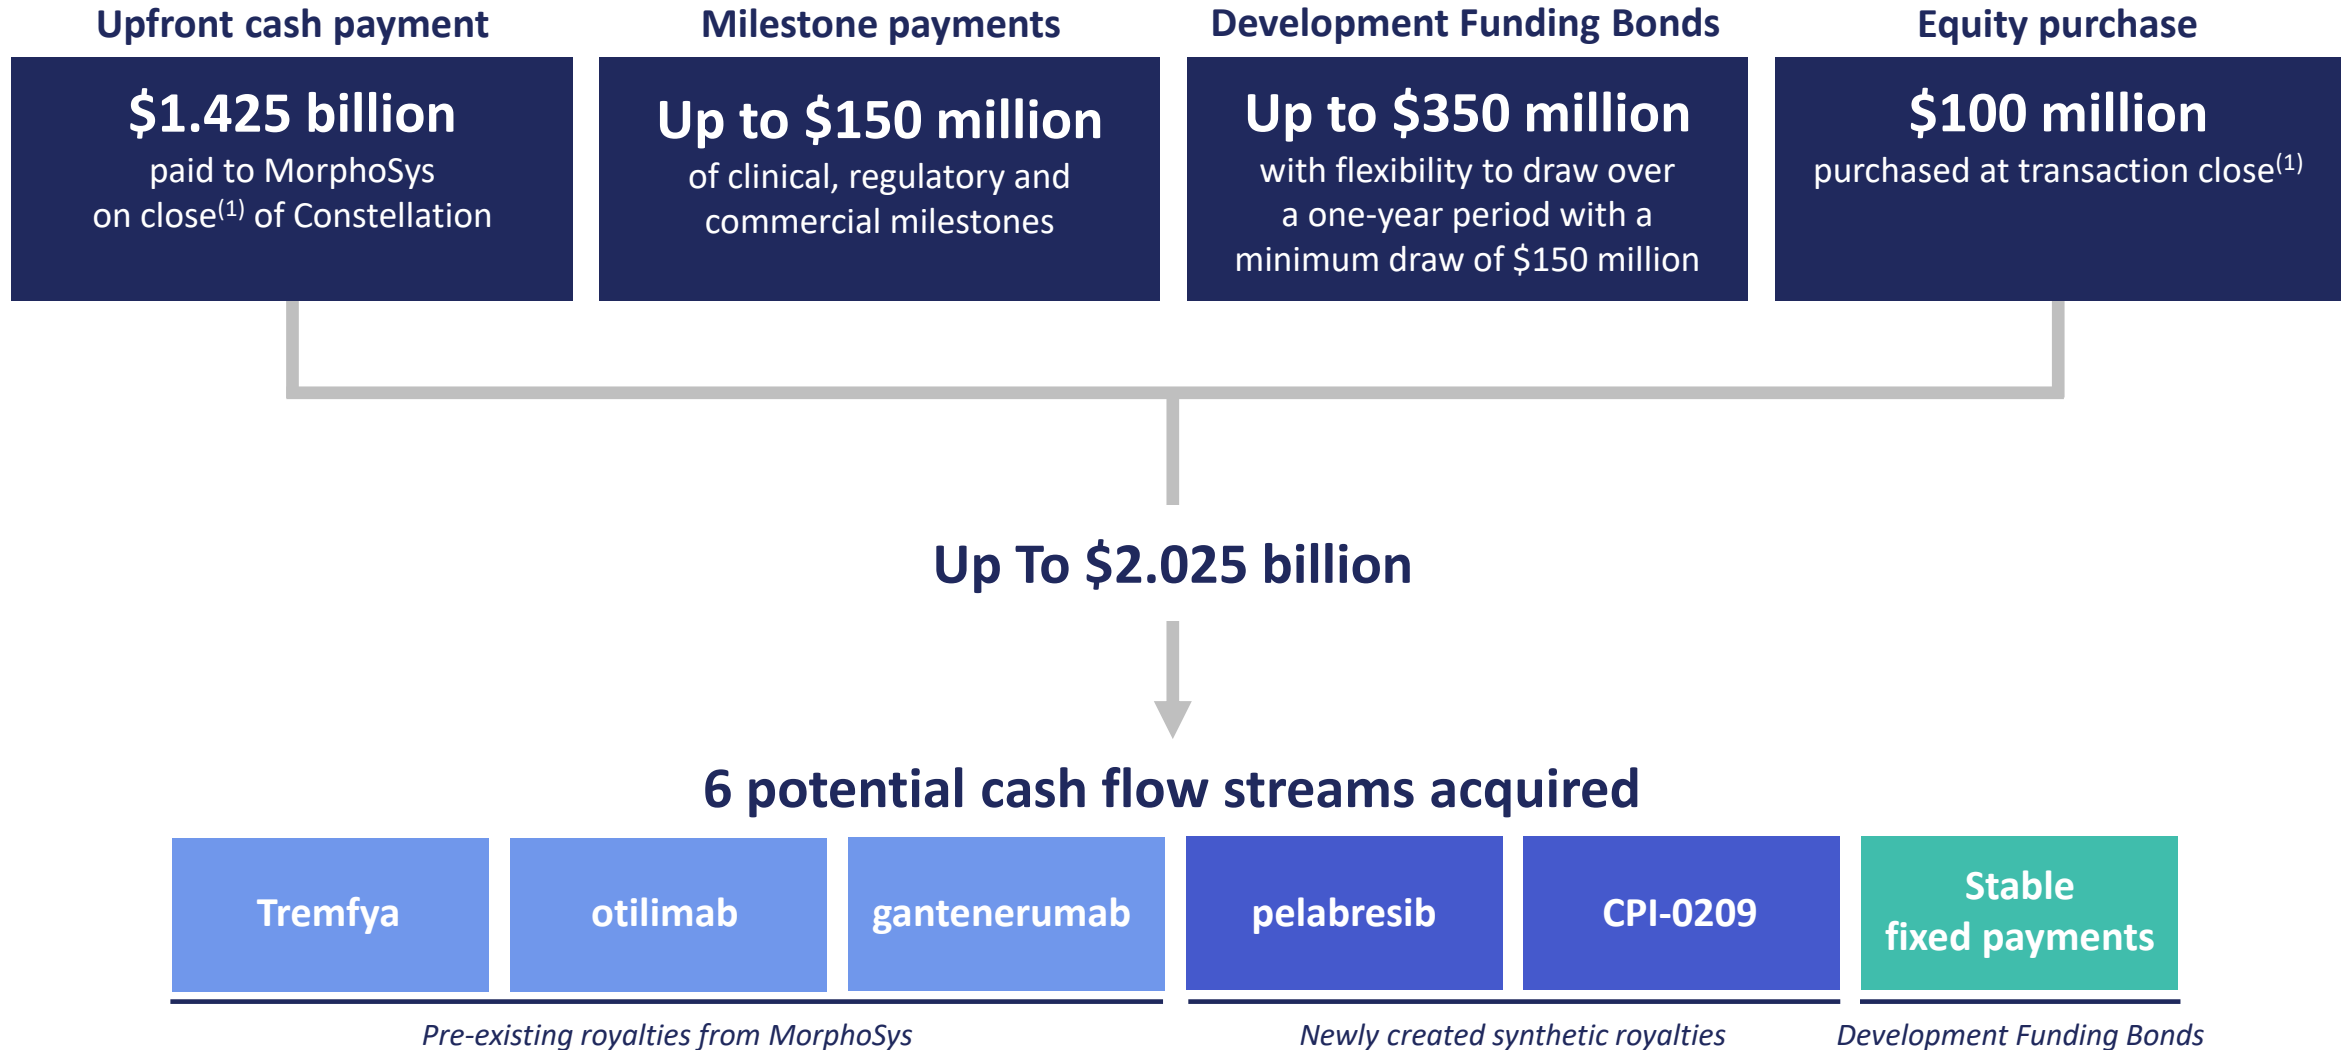 Upfront cash payment
$1.425 billion
paid to MorphoSys
on close(1) of Constellation
Milestone payments
Up to $150 million
of clinical, regulatory and
commercial milestones
Development Funding Bonds
Up to $350 million
with flexibility to draw over
a one-year period with a
minimum draw of $150 million
Equity purchase
$100 million
purchased at transaction close(1)
Up To $2.025 billion
6 potential cash flow streams acquired
Tremfya
otilimab
gantenerumab
pelabresib
CPI-0209
Stable
fixed payments
Pre-existing royalties from MorphoSys
Newly created synthetic royalties
Development Funding Bonds